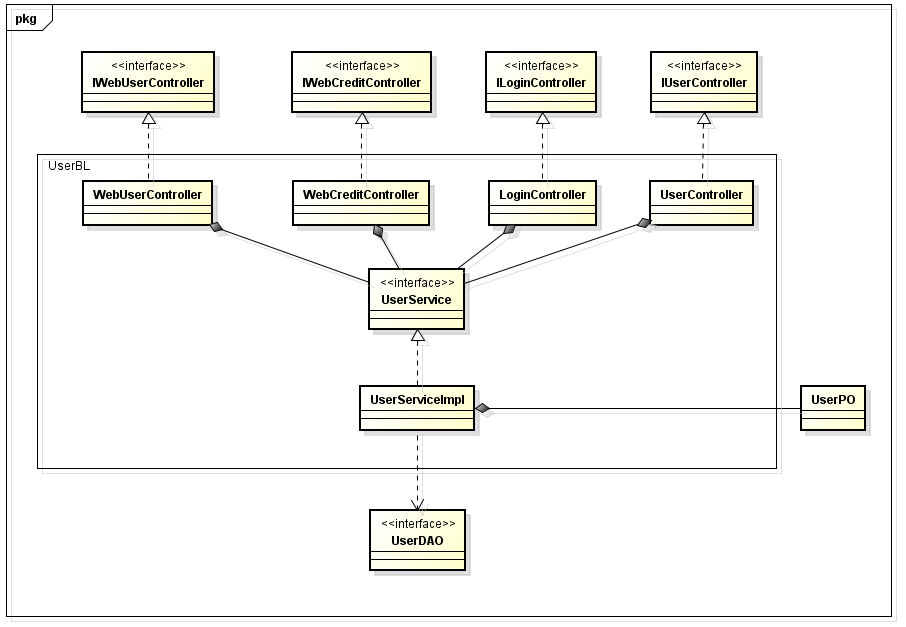 pkg
<<interface>>
IWebUserController
<<interface>>
IWebCreditController
<<interface>>
ILoginController
<<interface>>
IUserController
UserBL
WebUserController
WebCreditController
LoginController
UserController
<<interface>>
UserService
UserServiceImpl
UserPO
<<interface>>
UserDAO